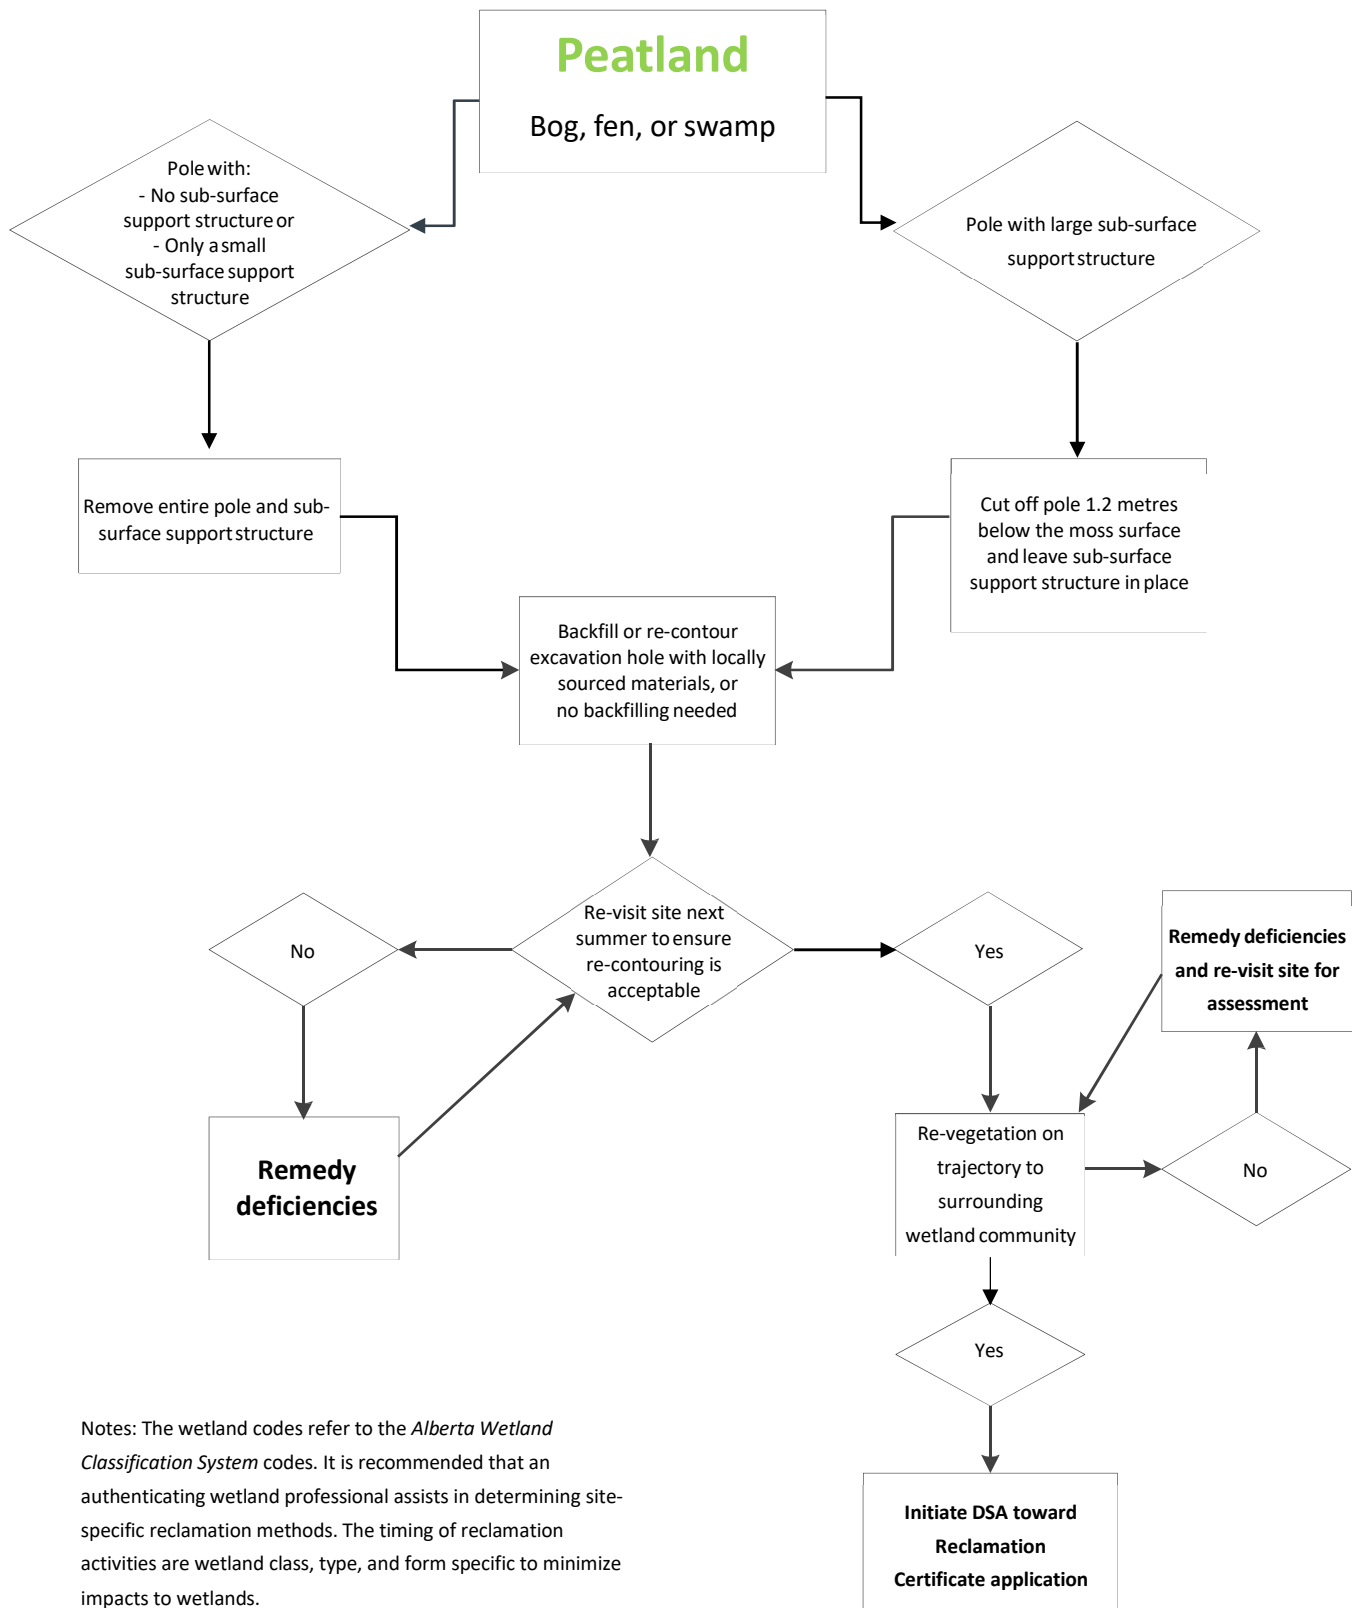 Peatland
Bog, fen, or swamp
Pole with:
- No sub-surface
support structure or
- Only a small
sub-surface support
structure
Pole with large sub-surface
support structure
Remove entire pole and sub-
surface support structure
Cut off pole 1.2 metres
below the moss surface
and leave sub-surface
support structure in place
Backfill or re-contour
excavation hole with locally
sourced materials, or
no backfilling needed
No
Re-visit site next
summer to ensure
re-contouring is
acceptable
Yes
Remedy deficiencies
and re-visit site for
assessment
Remedy
deficiencies
Re-vegetation on
trajectory to
surrounding
wetland community
No
Yes
Notes: The wetland codes refer to the Alberta Wetland
Classification System codes. It is recommended that an
authenticating wetland professional assists in determining site-
specific reclamation methods. The timing of reclamation
activities are wetland class, type, and form specific to minimize
impacts to wetlands.
Initiate DSA toward
Reclamation
Certificate application